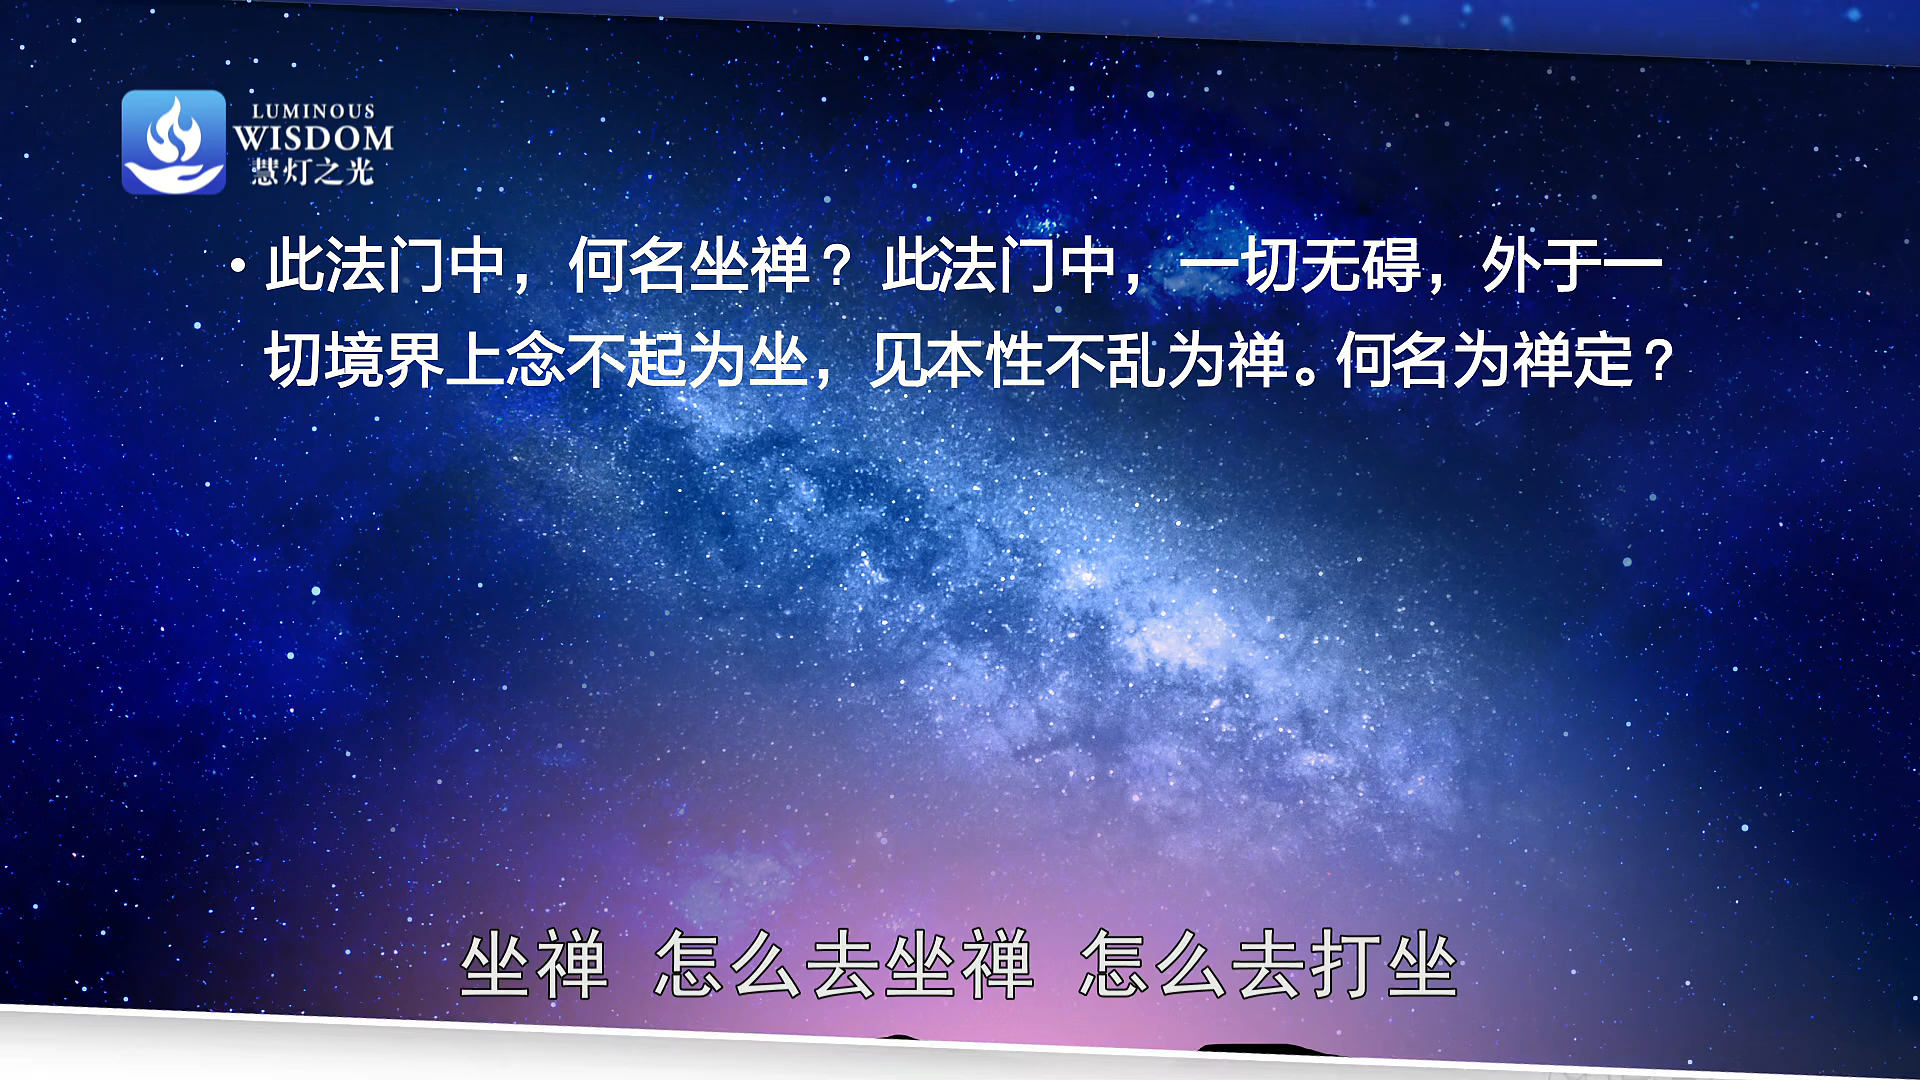 LUMINOUS
WISDOM
慧灯之光
•此法门中，何名坐禅？此法门中，一切无碍，外于一
切境界上念不起为坐，见本性不乱为禅。何名为禅定？
坐禅 怎么去坐禅 怎么去打坐